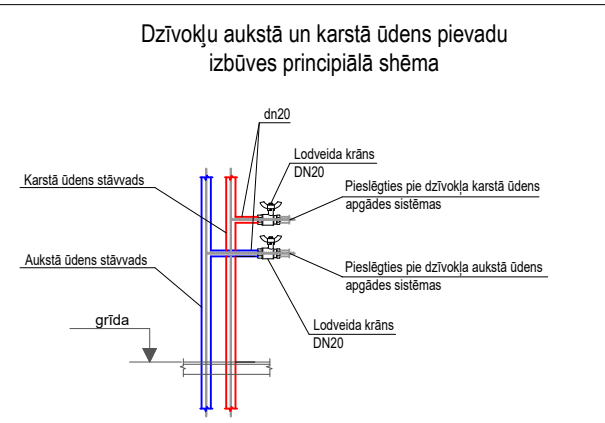 Dzīvokļu aukstā un karstā ūdens pievadu
izbūves principiālā shēma
dn20
Lodveida krāns
DN20
Karstā ūdens stāvvads
Pieslēgties pie dzīvokļa karstā ūdens
apgādes sistēmas
Aukstā ūdens stāvvads
Pieslēgties pie dzīvokļa aukstā ūdens
apgādes sistēmas
grīda
Lodveida krāns
DN20